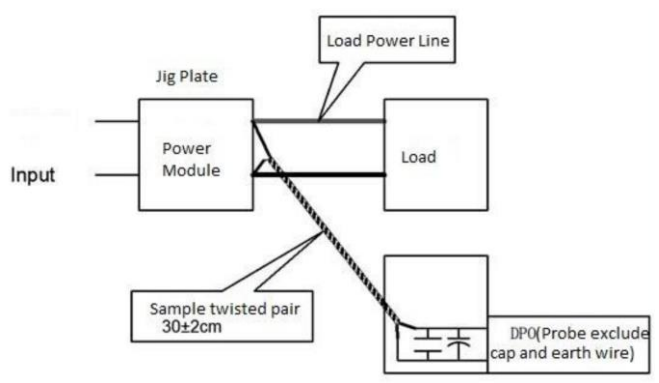 Load Power Line
Jig Plate
Power
Module
Load
Input
Sample twisted pair
30±2cm
DPO(Probe exclude
cap and earth wire)